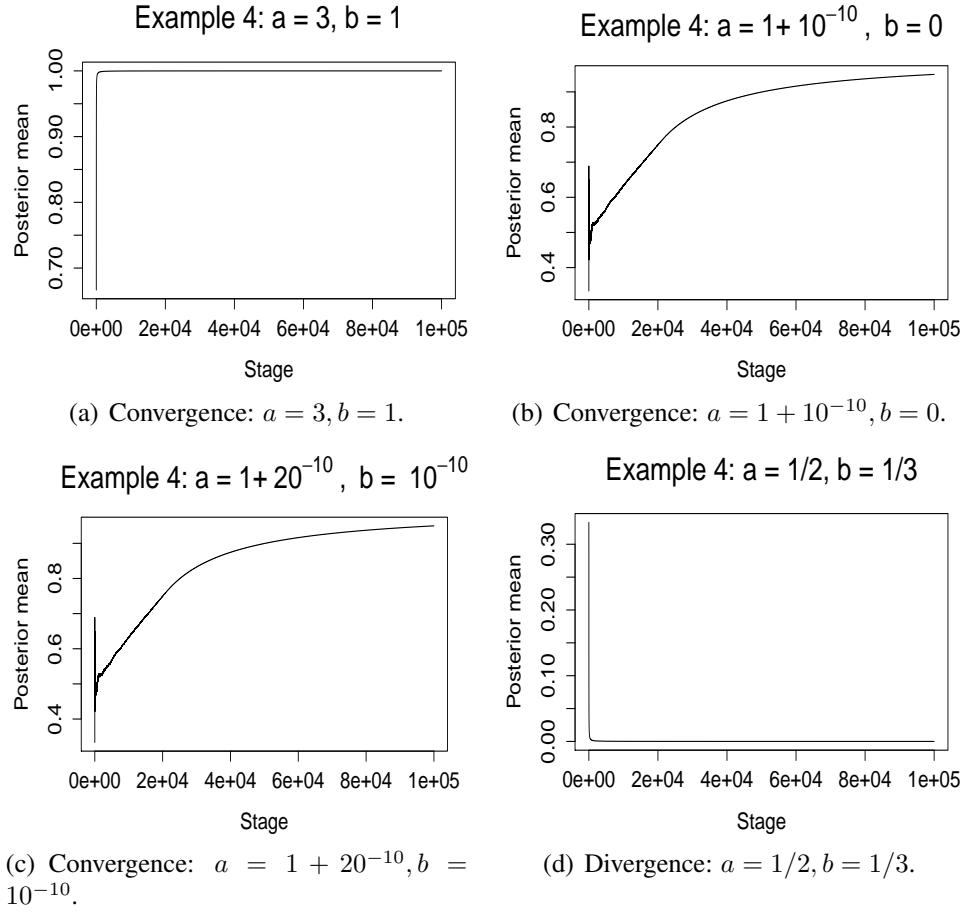 Example 4: a = 3, b = 1
Posterior mean
1.00
0.90
0.80
0.70
0e+00 2e+04 4e+04 6e+04 8e+04 1e+05
Stage
(a) Convergence: a = 3, b = 1.
Example 4: a = 1+ 10⁻¹⁰ , b = 0
Posterior mean
0.8
0.6
0.4
0e+00 2e+04 4e+04 6e+04 8e+04 1e+05
Stage
(b) Convergence: a = 1 + 10⁻¹⁰, b = 0.
Example 4: a = 1+ 20⁻¹⁰ , b = 10⁻¹⁰
Posterior mean
0.8
0.6
0.4
0e+00 2e+04 4e+04 6e+04 8e+04 1e+05
Stage
(c) Convergence: a = 1 + 20⁻¹⁰, b =
10⁻¹⁰.
Example 4: a = 1/2, b = 1/3
Posterior mean
0.30
0.20
0.10
0.00
0e+00 2e+04 4e+04 6e+04 8e+04 1e+05
Stage
(d) Divergence: a = 1/2, b = 1/3.